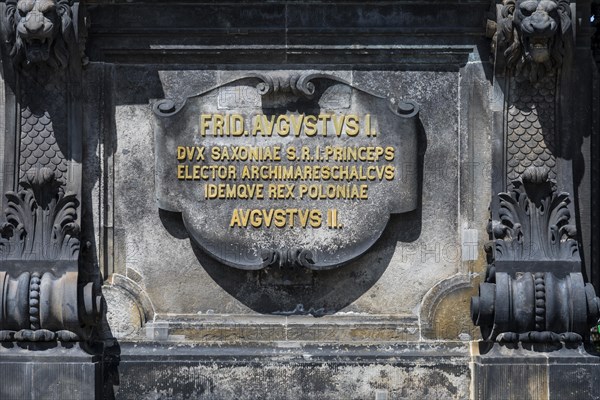 FRID. AVGVSTVS I.
DVX SAXONIAE S.R.I. PRINCEPS
ELECTOR ARCHIMARESCHALCVS
IDEMQVE REX POLONIAE
AVGVSTVS II.